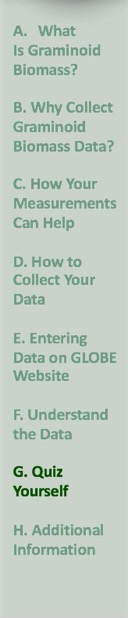 A. What
Is Graminoid
Biomass?
B. Why Collect
Graminoid
Biomass Data?
C. How Your
Measurements
Can Help
D. How to
Collect Your
Data
E. Entering
Data on GLOBE
Website
F. Understand
the Data
G. Quiz
Yourself
H. Additional
Information